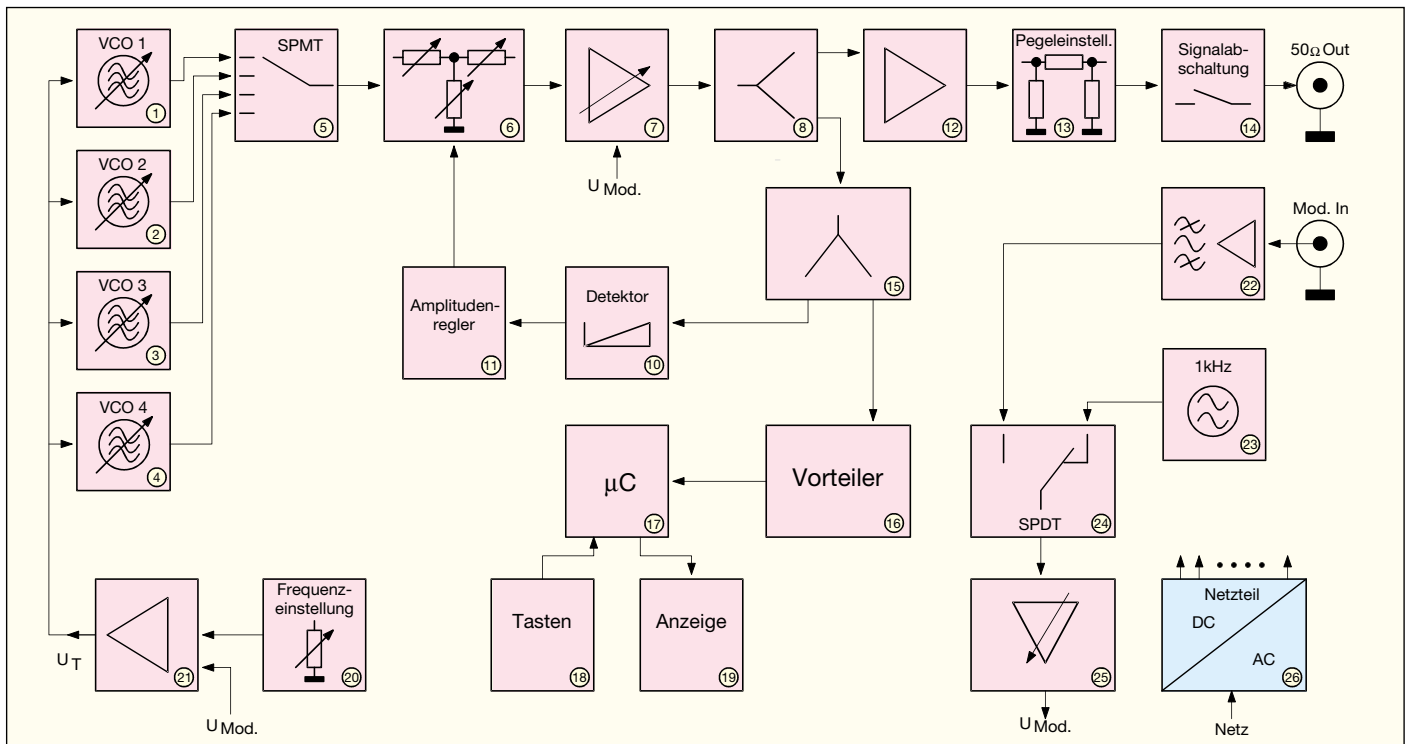 VCO 1
1
SPMT
5
6
7
8
12
Pegeleinstell.
13
Signalab-
schaltung
14
50Ω Out
U Mod.
VCO 2
2
15
22
Mod. In
VCO 3
3
Amplituden-
regler
11
Detektor
10
1kHz
23
VCO 4
4
µC
17
Vorteiler
16
SPDT
24
U T
21
Frequenz-
einstellung
20
U Mod.
Tasten
18
Anzeige
19
25
U Mod.
Netzteil
DC
AC
26
Netz